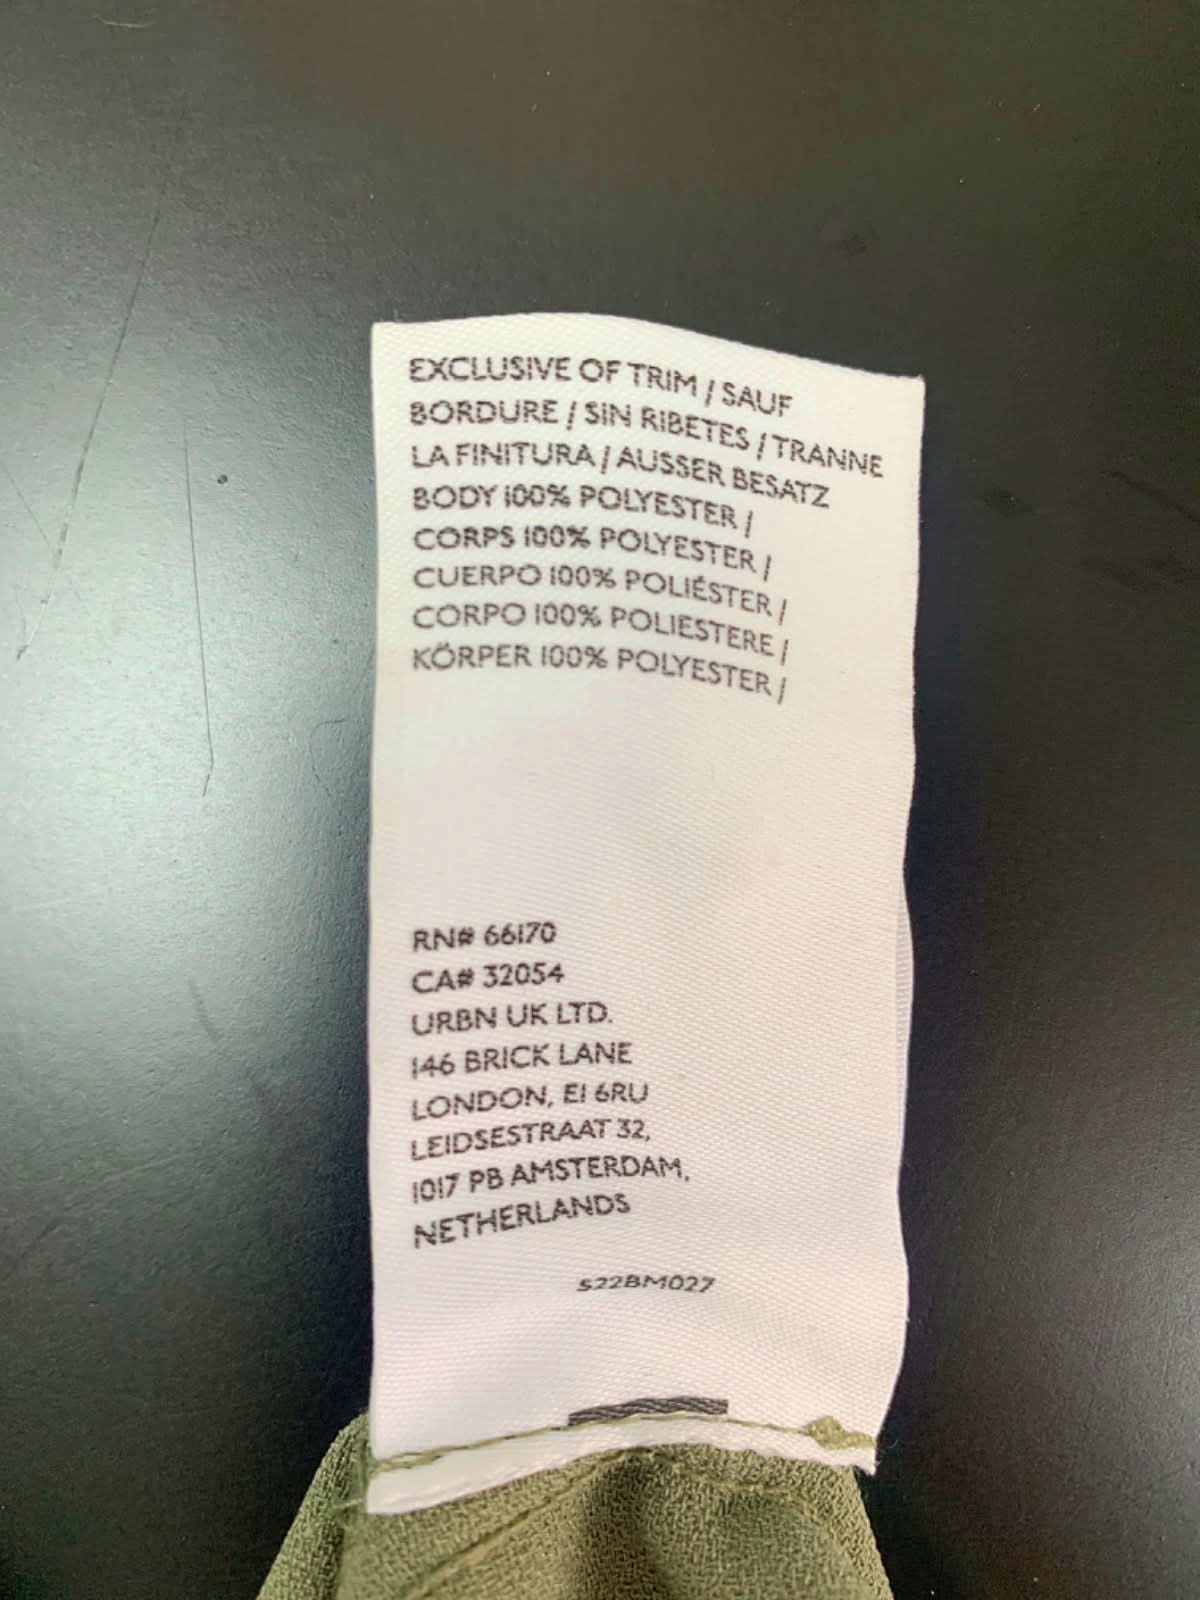 EXCLUSIVE OF TRIM / SAUF
BORDURE / SIN RIBETES / TRANNE
LA FINITURA / AUSSER BESATZ
BODY 100% POLYESTER /
CORPS 100% POLYESTER /
CUERPO 100% POLIÉSTER /
CORPO 100% POLIESTERE /
KÖRPER 100% POLYESTER /
RN# 66170
CA# 32054
URBN UK LTD.
146 BRICK LANE
LONDON, E1 6RU
LEIDSESTRAAT 32,
1017 PB AMSTERDAM,
NETHERLANDS
S22BM027